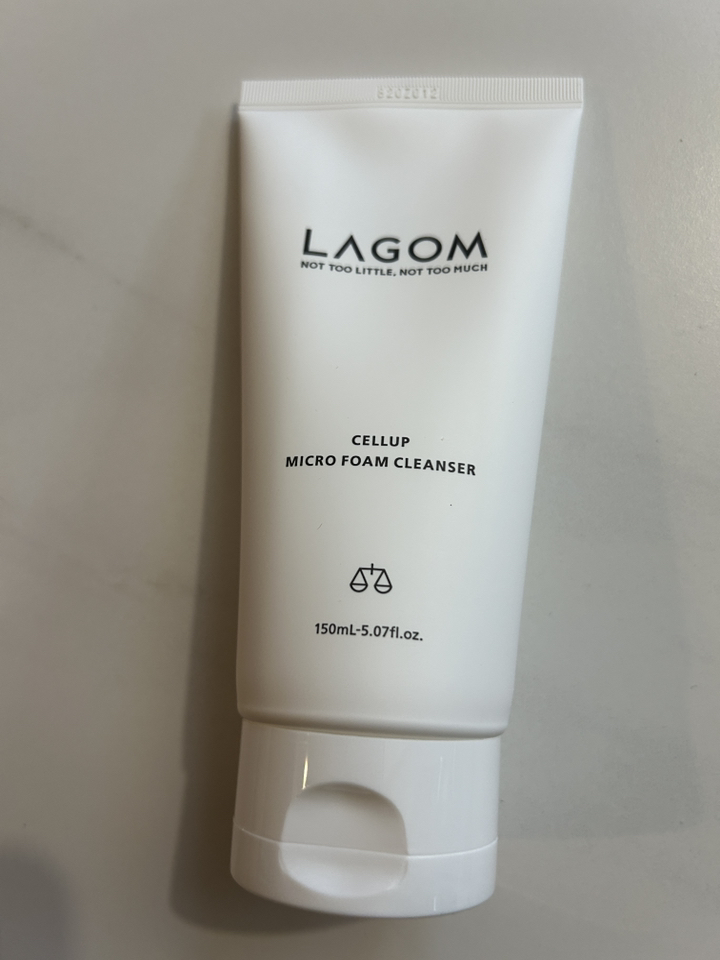 LAGOM
NOT TOO LITTLE, NOT TOO MUCH
CELLUP
MICRO FOAM CLEANSER
150mL-5.07fl.oz.